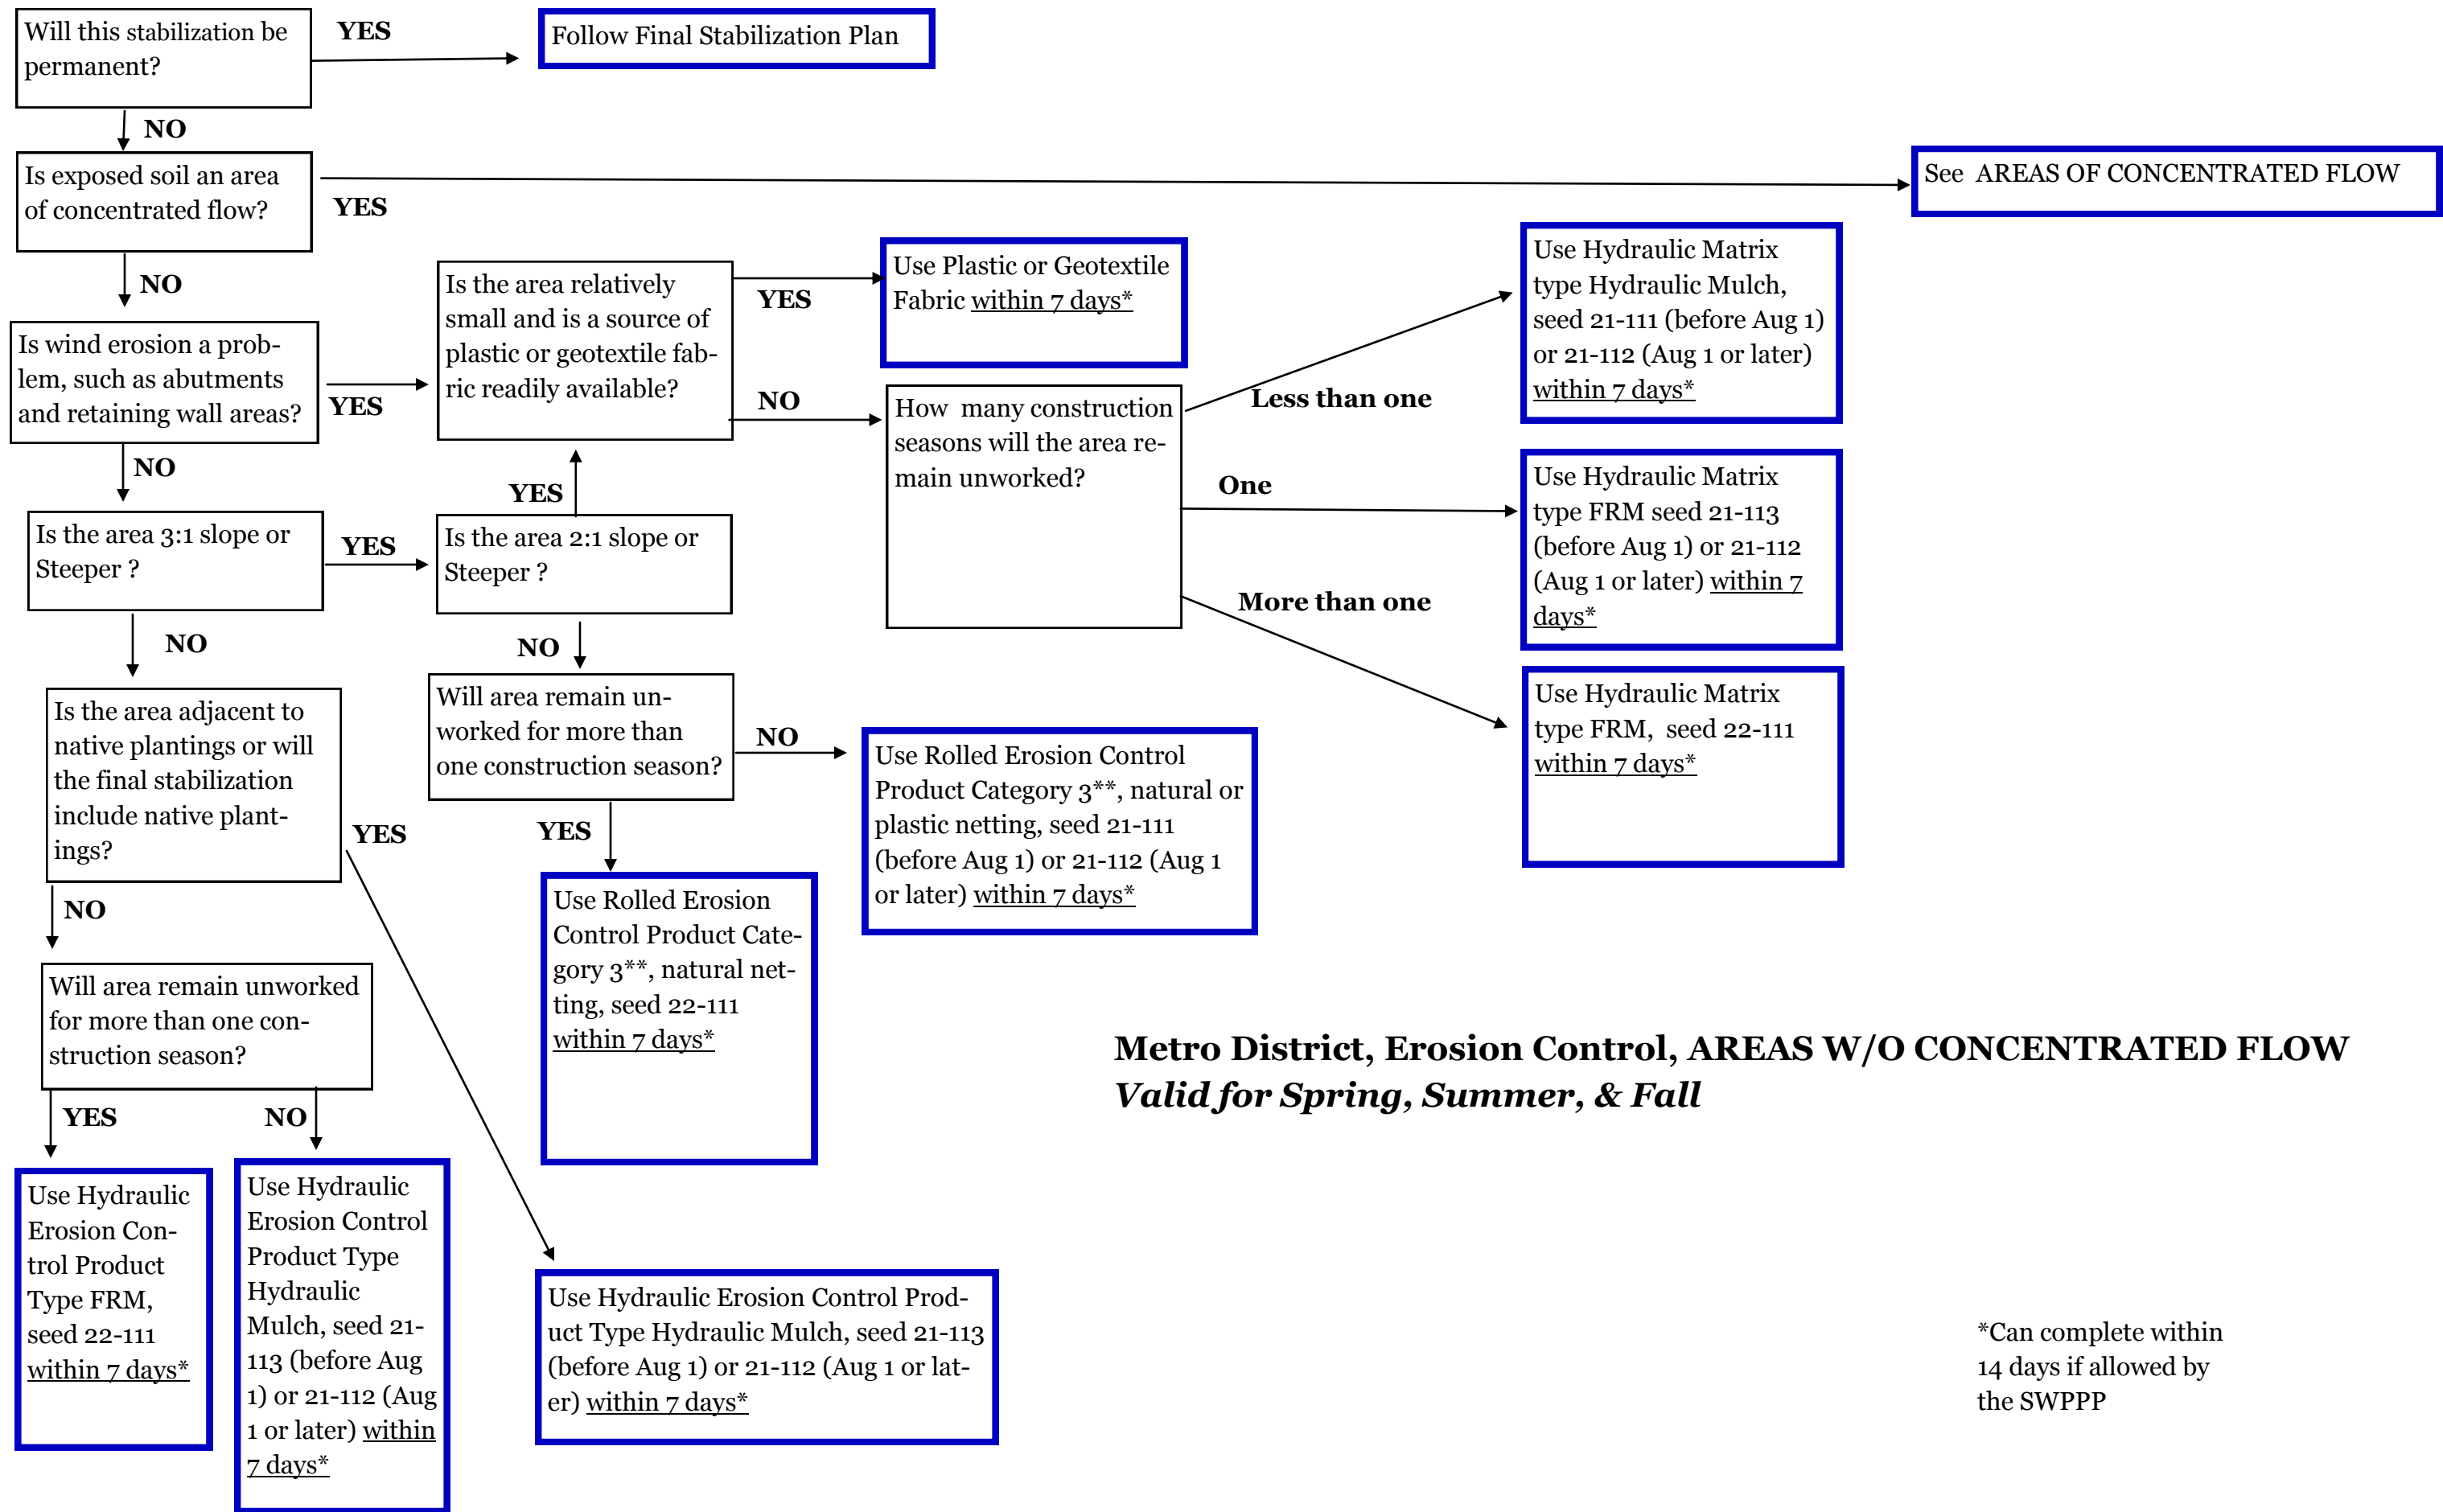 Will this stabilization be
permanent?
YES
Follow Final Stabilization Plan
NO
Is exposed soil an area
of concentrated flow?
YES
See  AREAS OF CONCENTRATED FLOW
NO
Is wind erosion a prob-
lem, such as abutments
and retaining wall areas?
YES
Is the area relatively
small and is a source of
plastic or geotextile fab-
ric readily available?
YES
Use Plastic or Geotextile
Fabric within 7 days*
NO
How  many construction
seasons will the area re-
main unworked?
Less than one
Use Hydraulic Matrix
type Hydraulic Mulch,
seed 21-111 (before Aug 1)
or 21-112 (Aug 1 or later)
within 7 days*
One
Use Hydraulic Matrix
type FRM seed 21-113
(before Aug 1) or 21-112
(Aug 1 or later) within 7
days*
More than one
Use Hydraulic Matrix
type FRM,  seed 22-111
within 7 days*
NO
Is the area 3:1 slope or
Steeper ?
YES
YES
Is the area 2:1 slope or
Steeper ?
NO
Will area remain un-
worked for more than
one construction season?
NO
Use Rolled Erosion Control
Product Category 3**, natural or
plastic netting, seed 21-111
(before Aug 1) or 21-112 (Aug 1
or later) within 7 days*
YES
Use Rolled Erosion
Control Product Cate-
gory 3**, natural net-
ting, seed 22-111
within 7 days*
NO
Is the area adjacent to
native plantings or will
the final stabilization
include native plant-
ings?
YES
Use Hydraulic Erosion Control Prod-
uct Type Hydraulic Mulch, seed 21-113
(before Aug 1) or 21-112 (Aug 1 or lat-
er) within 7 days*
NO
Will area remain unworked
for more than one con-
struction season?
YES
Use Hydraulic
Erosion Con-
trol Product
Type FRM,
seed 22-111
within 7 days*
NO
Use Hydraulic
Erosion Control
Product Type
Hydraulic
Mulch, seed 21-
113 (before Aug
1) or 21-112 (Aug
1 or later) within
7 days*
Metro District, Erosion Control, AREAS W/O CONCENTRATED FLOW
Valid for Spring, Summer, & Fall
*Can complete within
14 days if allowed by
the SWPPP